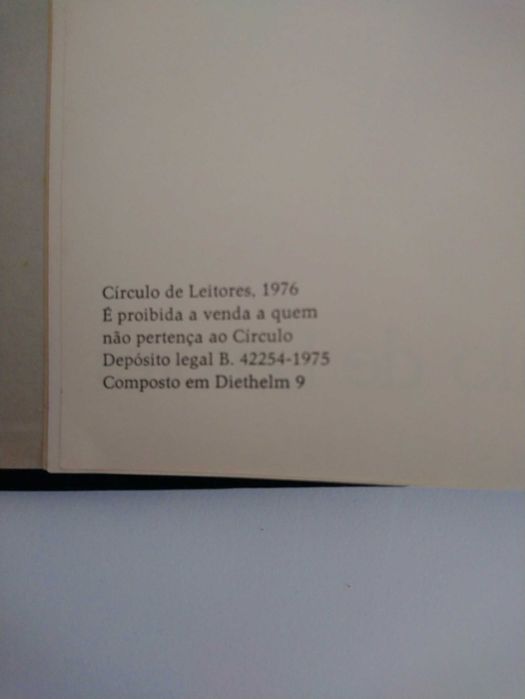 Círculo de Leitores, 1976
É proibida a venda a quem
não pertença ao Círculo
Depósito legal B. 42254-1975
Composto em Diethelm 9